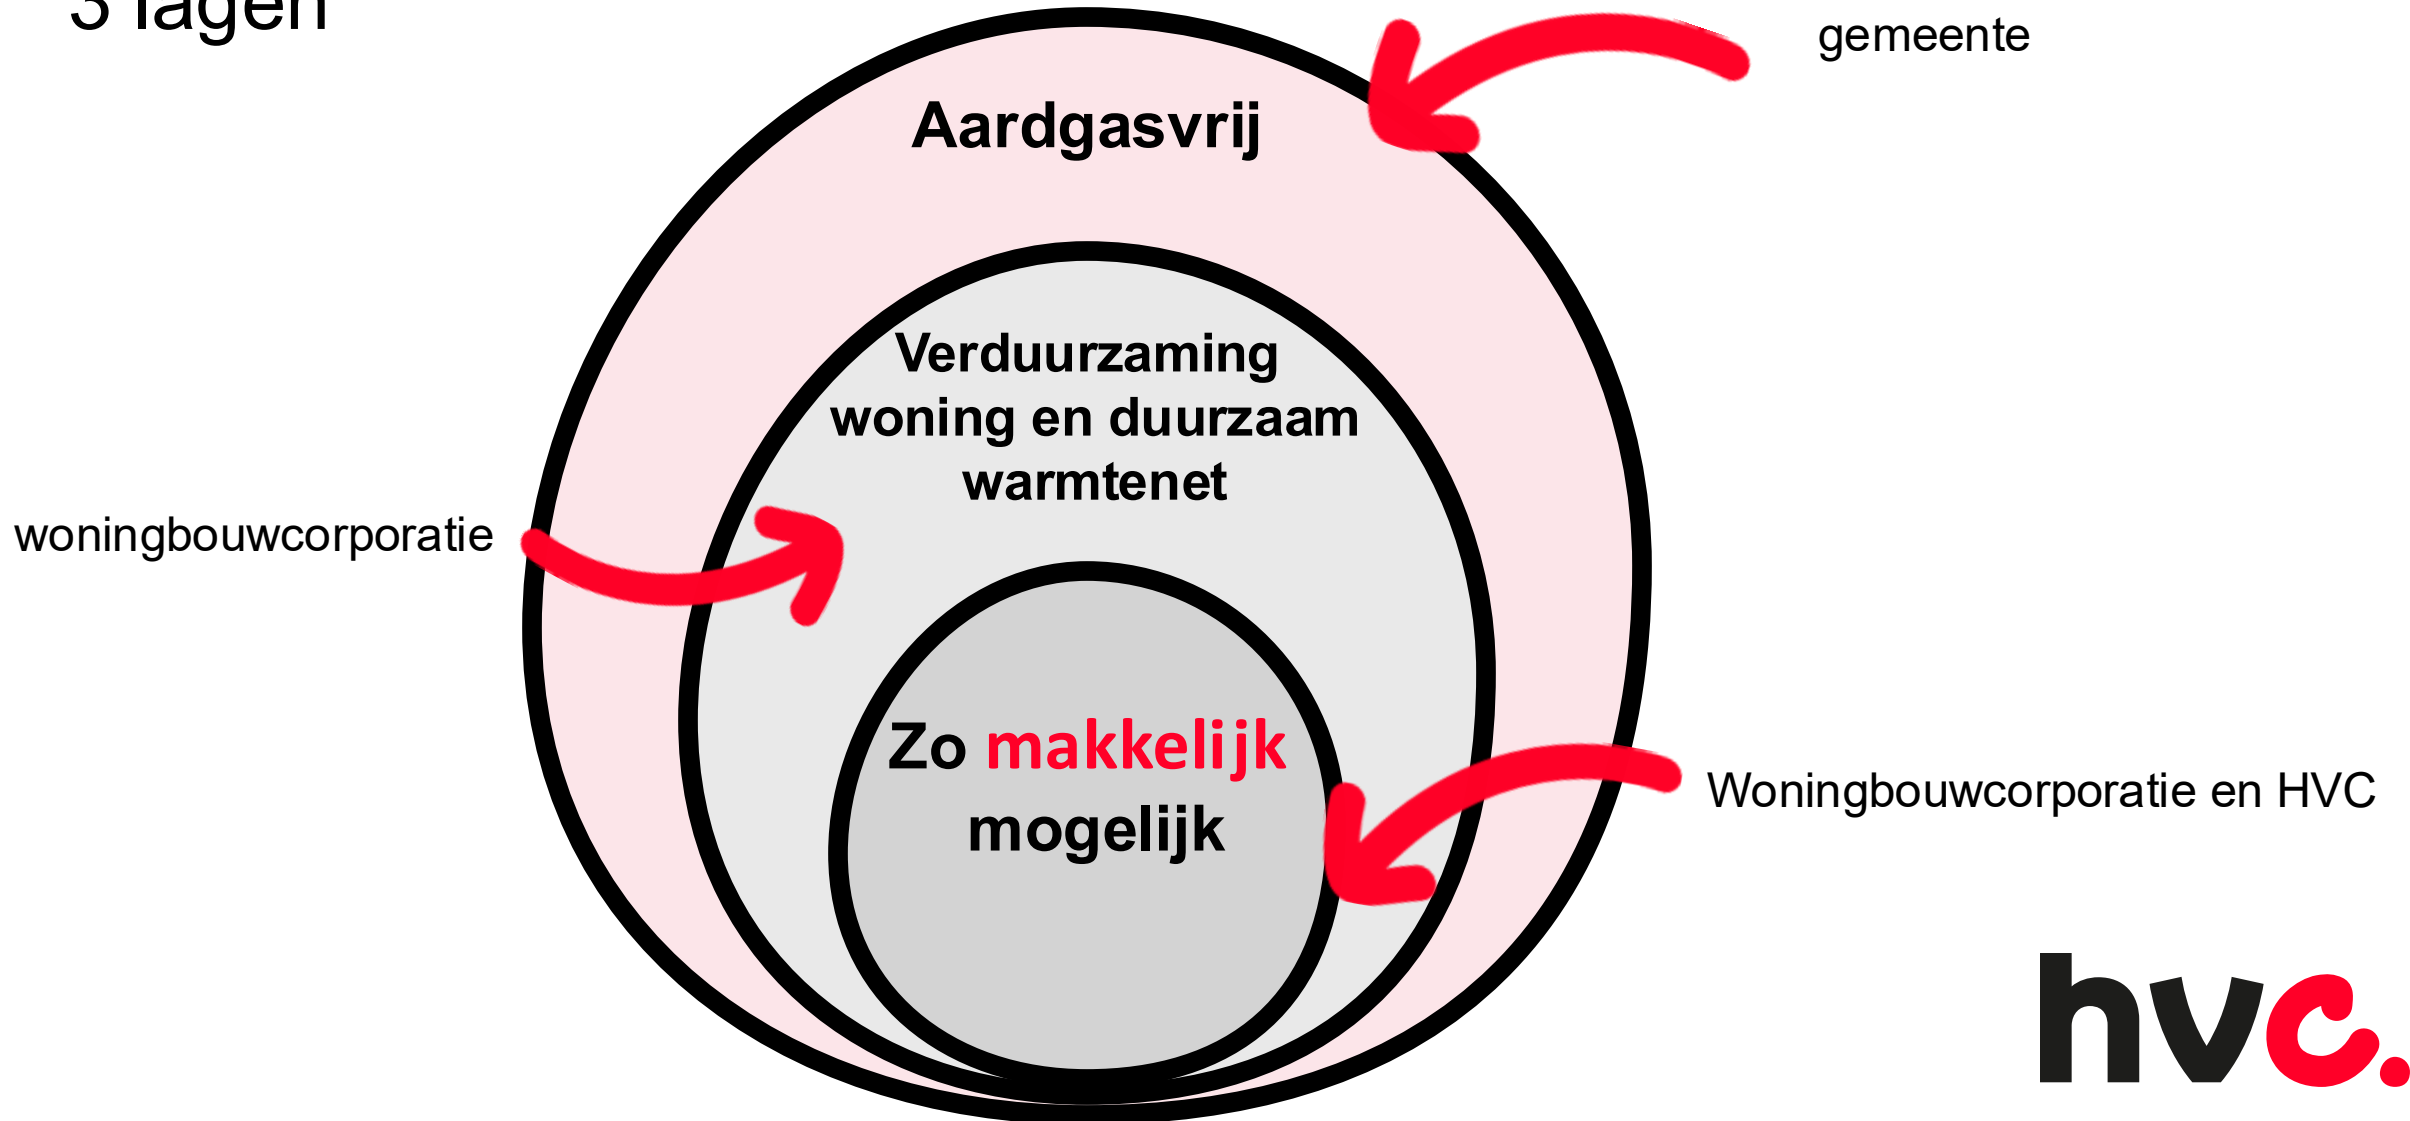 3 lagen
gemeente
Aardgasvrij
Verduurzaming
woning en duurzaam
warmtenet
woningbouwcorporatie
Zo makkelijk
mogelijk
Woningbouwcorporatie en HVC
hvc.